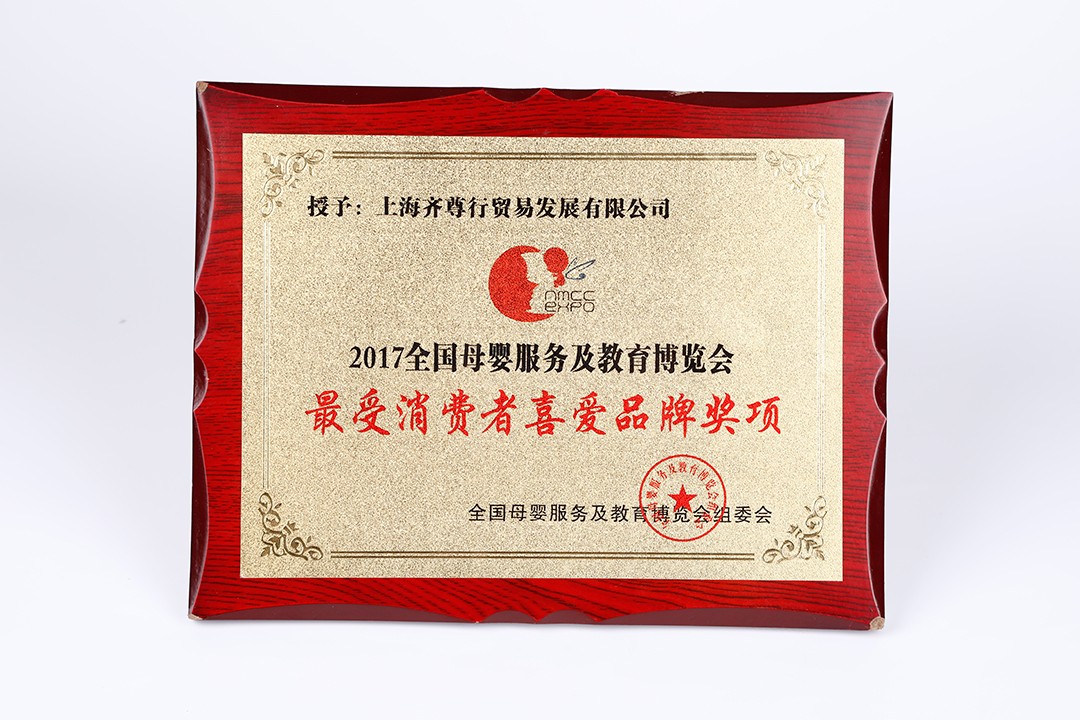 授予：上海齐尊行贸易发展有限公司
nmcc
expo
2017全国母婴服务及教育博览会
最受消费者喜爱品牌奖项
全国母婴服务及教育博览会组委会